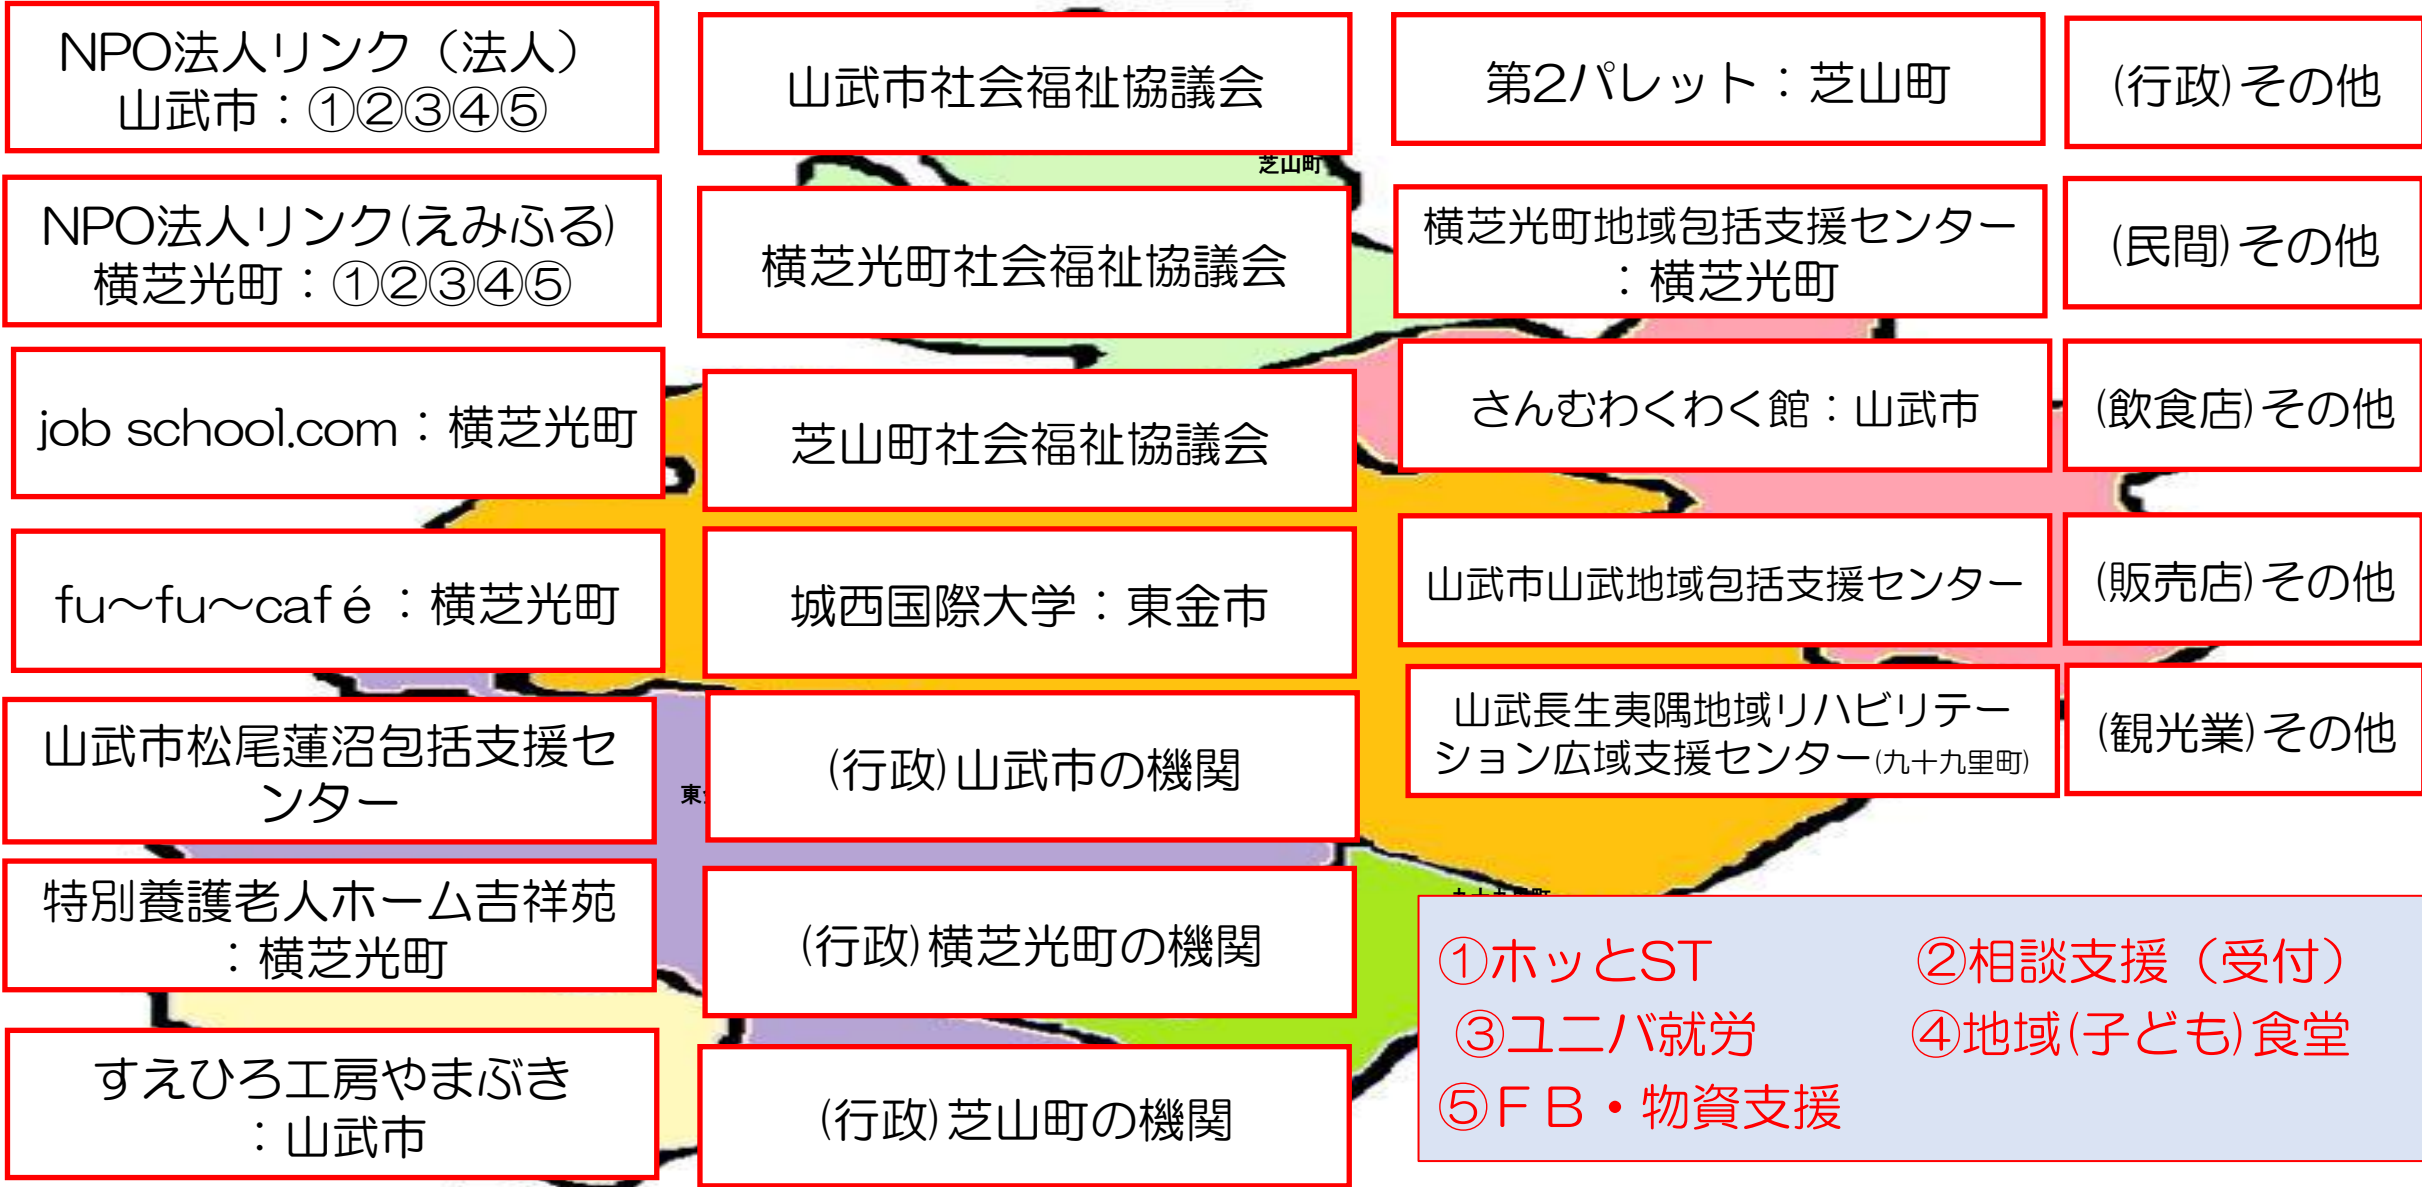 NPO法人リンク（法人）
山武市：①②③④⑤
NPO法人リンク(えみふる)
横芝光町：①②③④⑤
job school.com：横芝光町
fu～fu～café：横芝光町
山武市松尾蓮沼包括支援セ
ンター
特別養護老人ホーム吉祥苑
：横芝光町
すえひろ工房やまぶき
：山武市
山武市社会福祉協議会
芝山町
横芝光町社会福祉協議会
芝山町社会福祉協議会
城西国際大学：東金市
(行政)山武市の機関
東
(行政)横芝光町の機関
(行政)芝山町の機関
第2パレット：芝山町
横芝光町地域包括支援センター
：横芝光町
さんむわくわく館：山武市
山武市山武地域包括支援センター
山武長生夷隅地域リハビリテー
ション広域支援センター(九十九里町)
(行政)その他
(民間)その他
(飲食店)その他
(販売店)その他
(観光業)その他
①ホッとST ②相談支援（受付）
③ユニバ就労 ④地域(子ども)食堂
⑤ＦＢ・物資支援